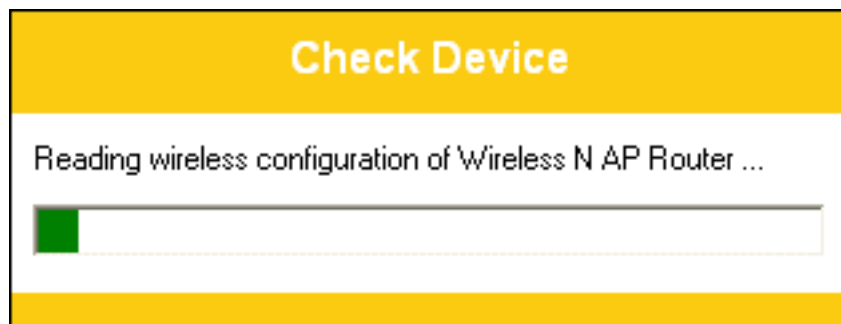 Check Device
Reading wireless configuration of Wireless N AP Router ...